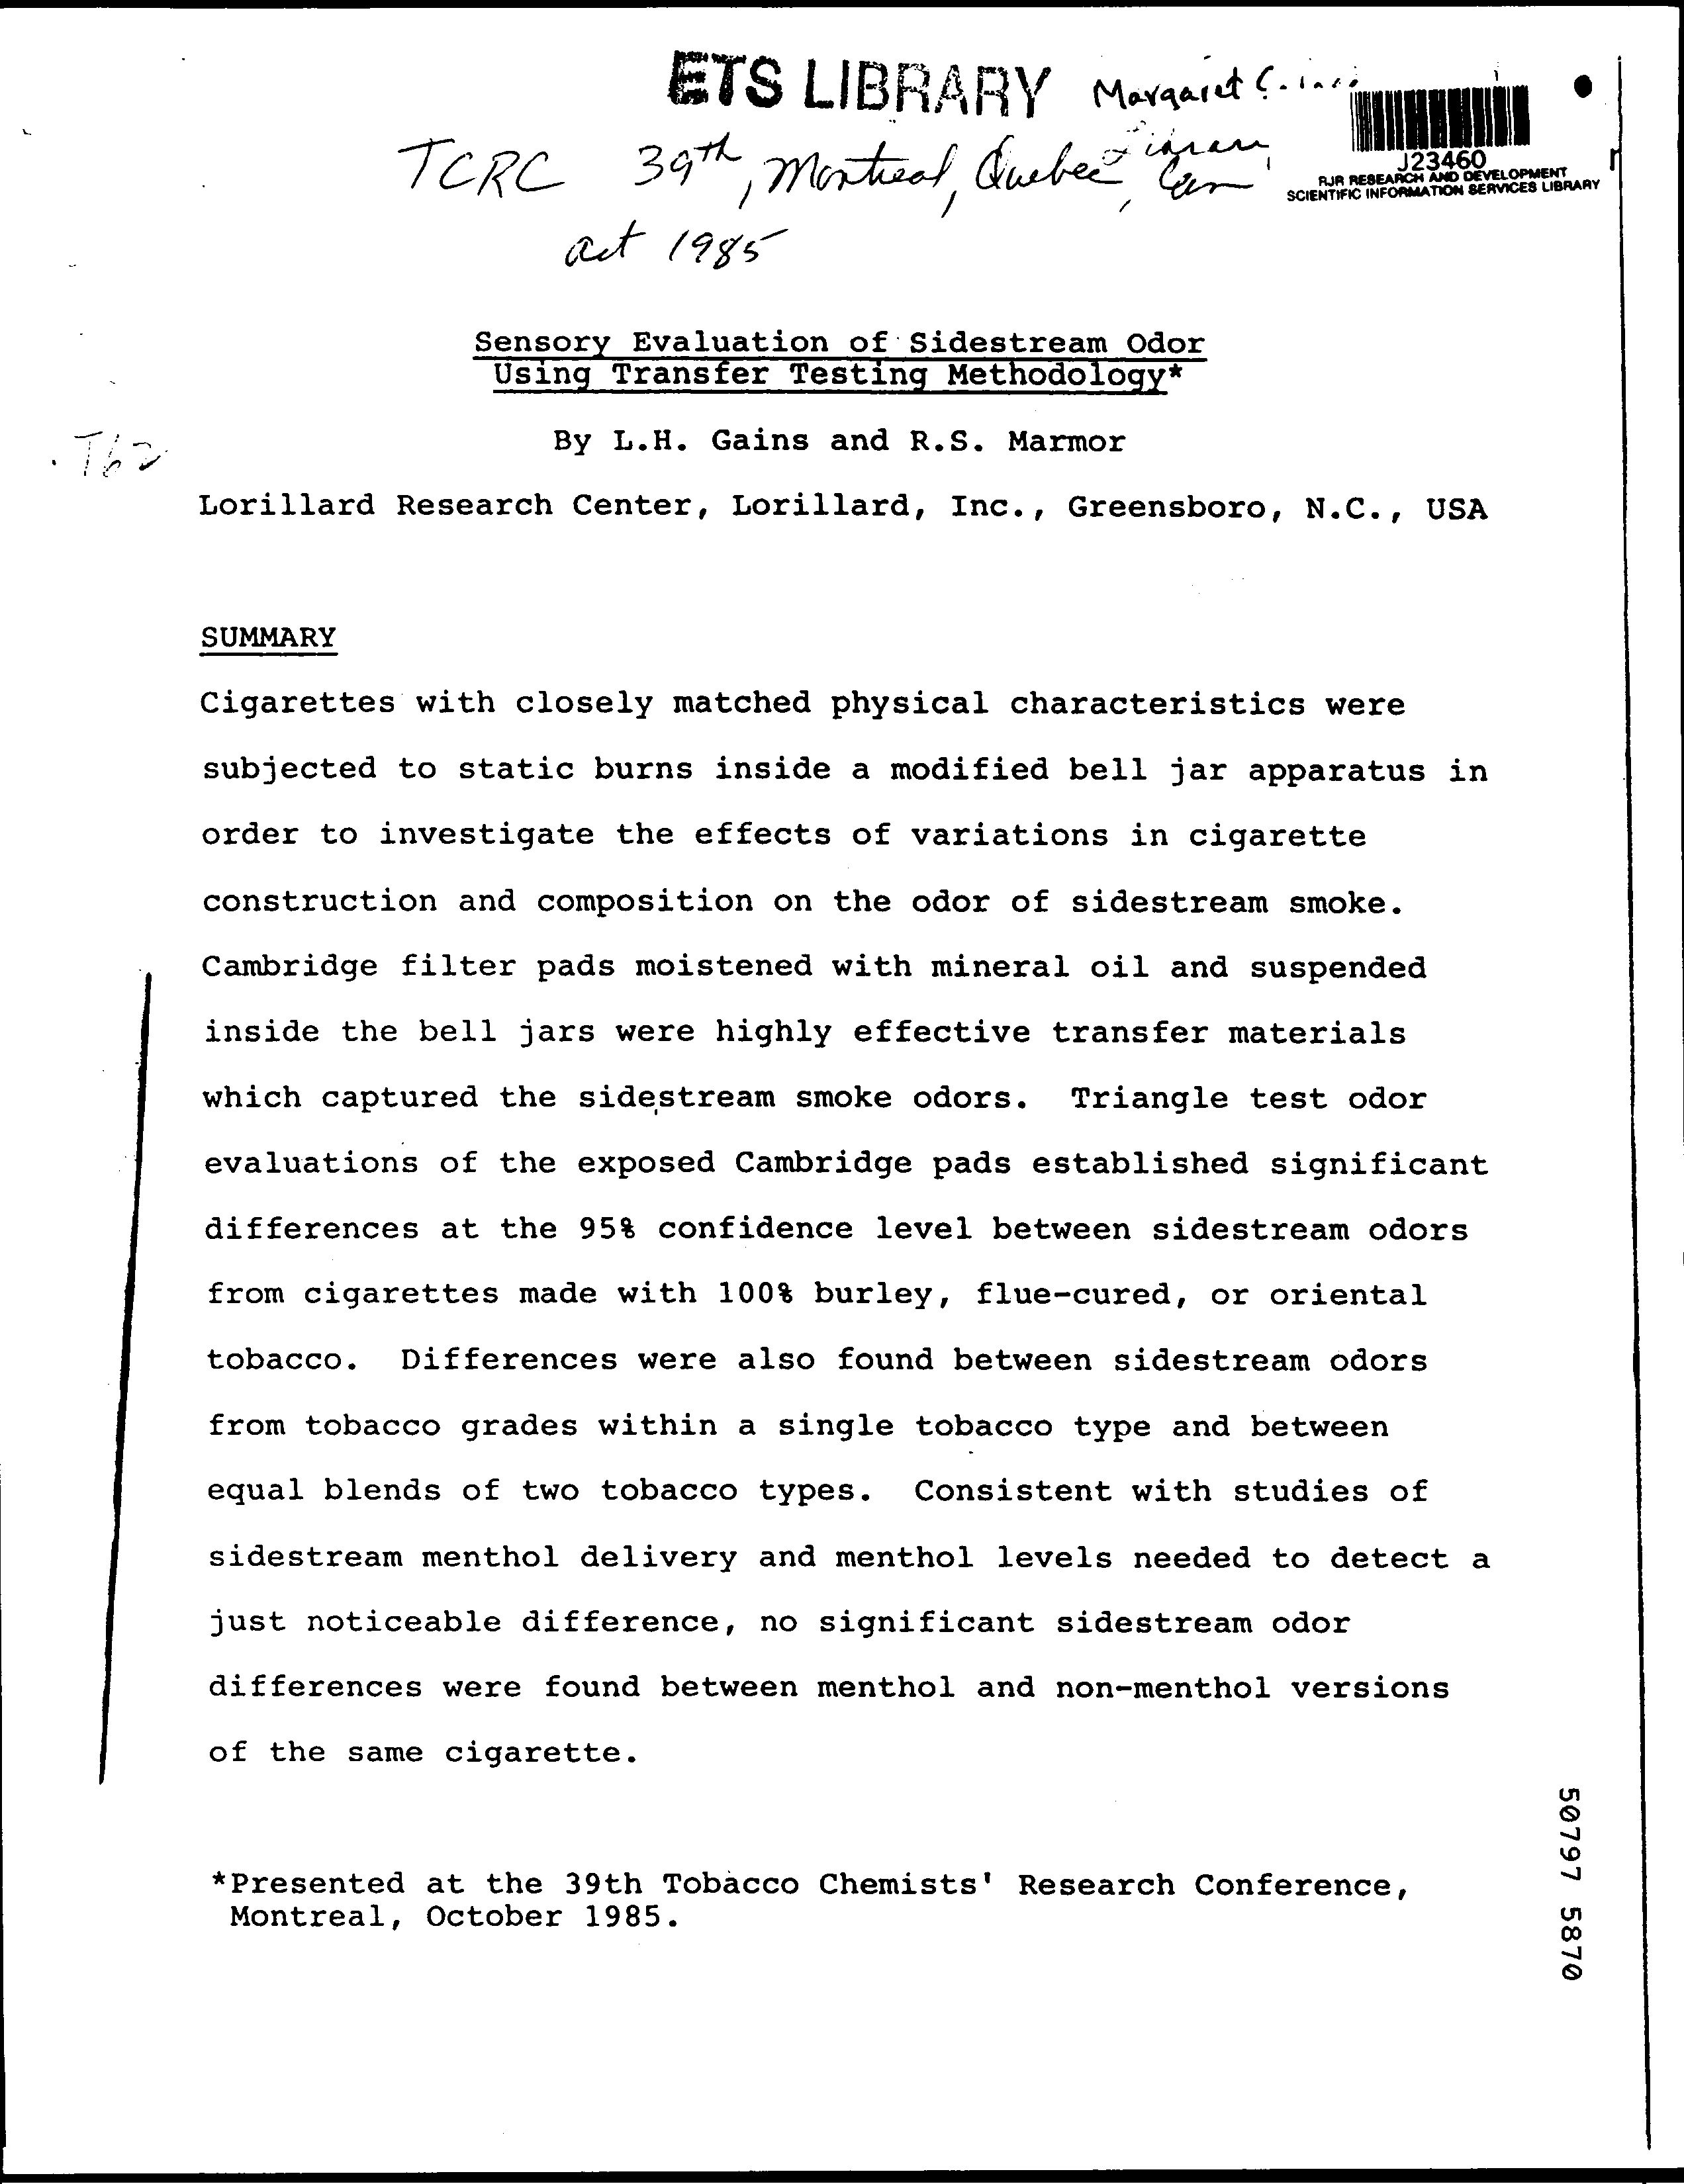 ETS LIBRARY Margaret
TCRC 39th, Montreal, Quebec, Can
Oct 1985
J23460
RJR RESEARCH AND DEVELOPMENT
SCIENTIFIC INFORMATION SERVICES LIBRARY
Sensory Evaluation of Sidestream Odor
Using Transfer Testing Methodology*
.T62
By L.H. Gains and R.S. Marmor
Lorillard Research Center, Lorillard, Inc., Greensboro, N.C., USA
SUMMARY
Cigarettes with closely matched physical characteristics were
subjected to static burns inside a modified bell jar apparatus in
order to investigate the effects of variations in cigarette
construction and composition on the odor of sidestream smoke.
Cambridge filter pads moistened with mineral oil and suspended
inside the bell jars were highly effective transfer materials
which captured the sidestream smoke odors. Triangle test odor
evaluations of the exposed Cambridge pads established significant
differences at the 95% confidence level between sidestream odors
from cigarettes made with 100% burley, flue-cured, or oriental
tobacco. Differences were also found between sidestream odors
from tobacco grades within a single tobacco type and between
equal blends of two tobacco types. Consistent with studies of
sidestream menthol delivery and menthol levels needed to detect a
just noticeable difference, no significant sidestream odor
differences were found between menthol and non-menthol versions
of the same cigarette.
*Presented at the 39th Tobacco Chemists' Research Conference,
Montreal, October 1985.
50797 5870